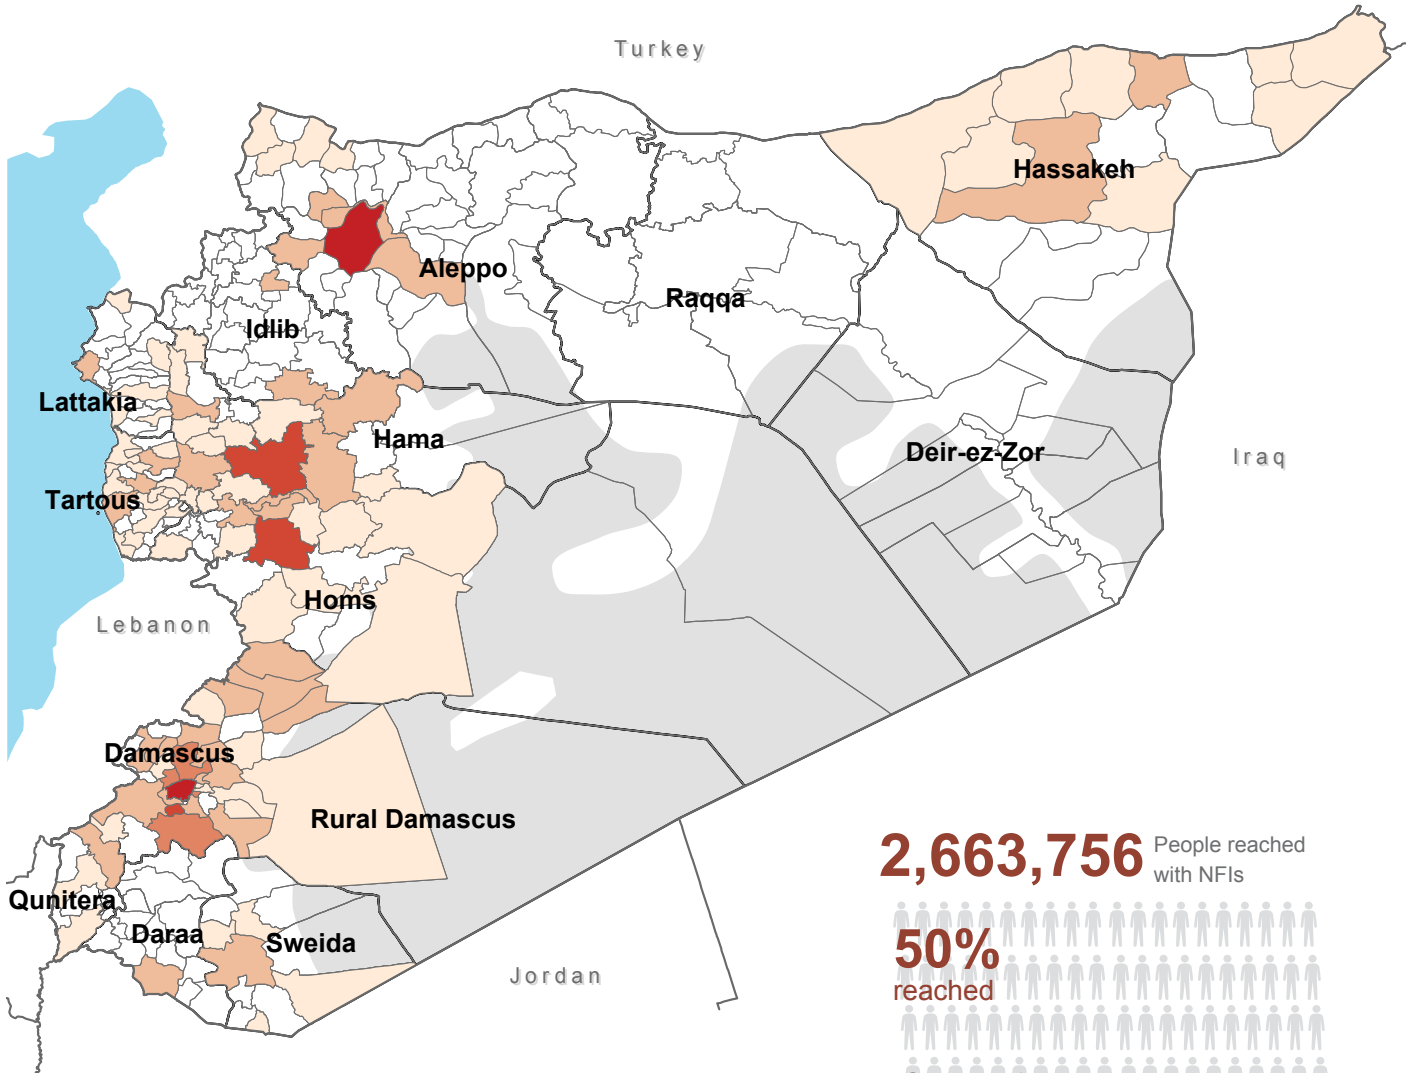 Turkey
Hassakeh
Aleppo
Raqqa
Idlib
Lattakia
Hama
Deir-ez-Zor
Iraq
Tartous
Homs
Lebanon
Damascus
Rural Damascus
2,663,756 People reached
with NFIs
Qunitera
Daraa
Sweida
50%
reached
Jordan